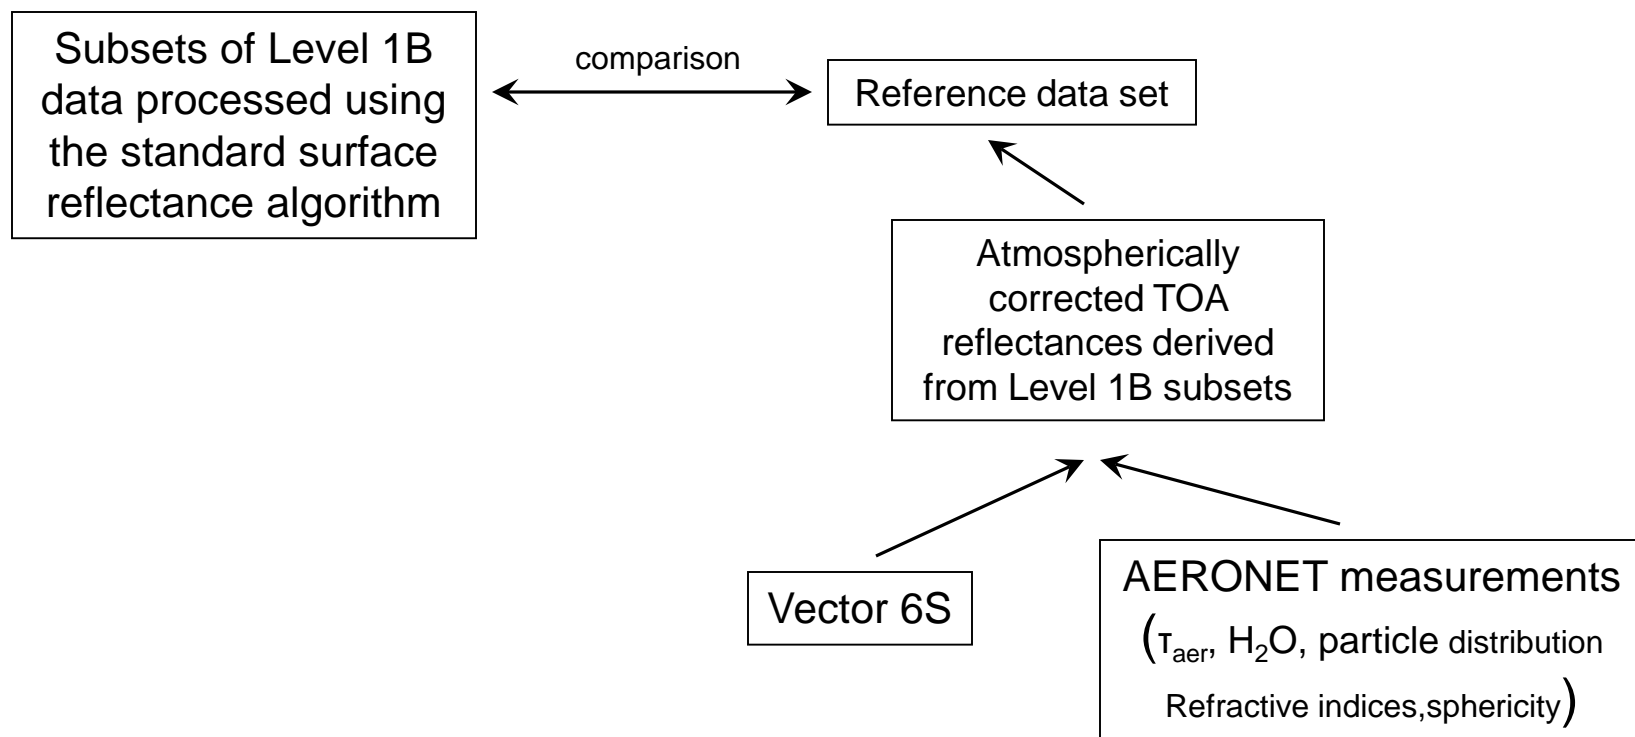 Subsets of Level 1B
data processed using
the standard surface
reflectance algorithm
comparison
Reference data set
Atmospherically
corrected TOA
reflectances derived
from Level 1B subsets
Vector 6S
AERONET measurements
(τaer, H2O, particle distribution
Refractive indices,sphericity)